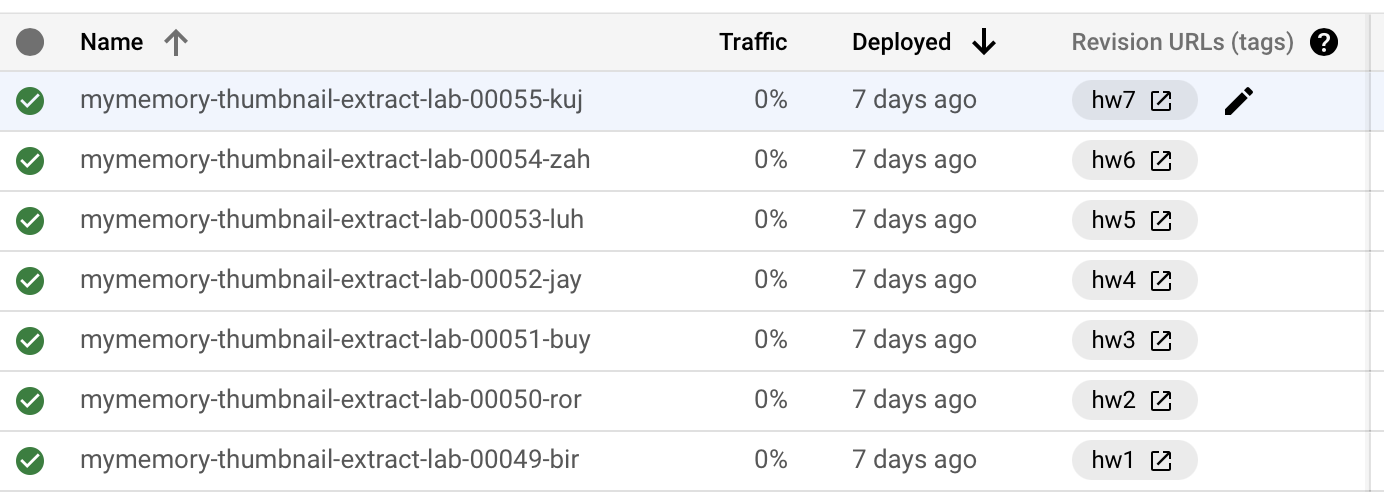 Name Traffic Deployed Revision URLs (tags) ?
mymemory-thumbnail-extract-lab-00055-kuj 0% 7 days ago hw7
mymemory-thumbnail-extract-lab-00054-zah 0% 7 days ago hw6
mymemory-thumbnail-extract-lab-00053-luh 0% 7 days ago hw5
mymemory-thumbnail-extract-lab-00052-jay 0% 7 days ago hw4
mymemory-thumbnail-extract-lab-00051-buy 0% 7 days ago hw3
mymemory-thumbnail-extract-lab-00050-ror 0% 7 days ago hw2
mymemory-thumbnail-extract-lab-00049-bir 0% 7 days ago hw1